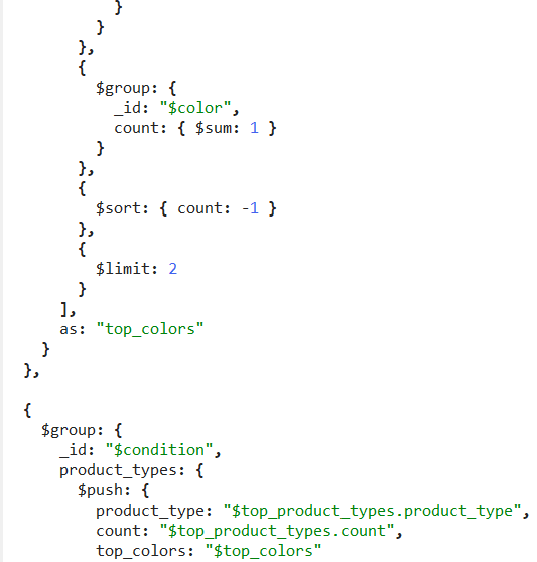 }
}
},
{
$group: {
_id: "$color",
count: { $sum: 1 }
}
},
{
$sort: { count: -1 }
},
{
$limit: 2
}
],
as: "top_colors"
}
},
{
$group: {
_id: "$condition",
product_types: {
$push: {
product_type: "$top_product_types.product_type",
count: "$top_product_types.count",
top_colors: "$top_colors"